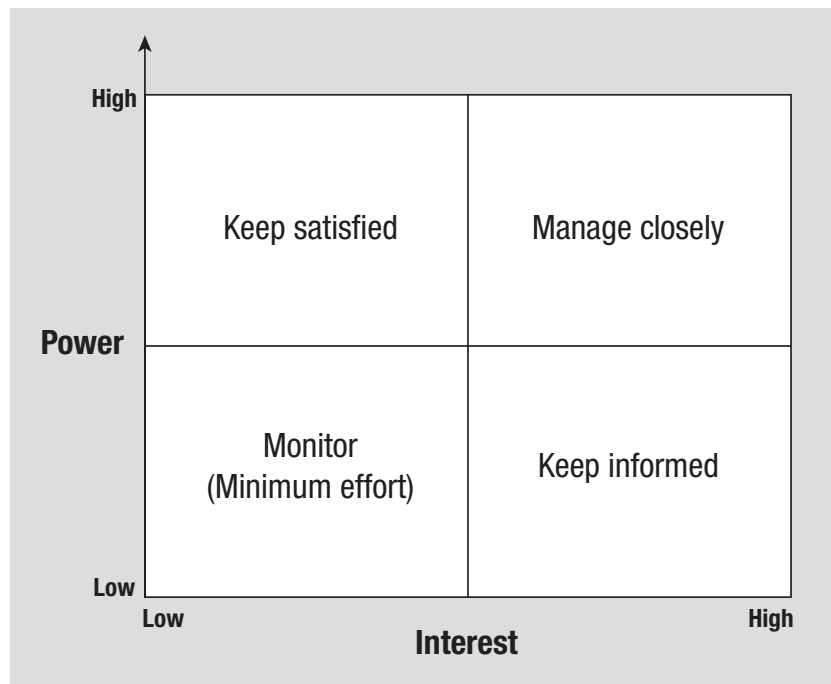 High
Keep satisfied
Manage closely
Power
Monitor
(Minimum effort)
Keep informed
Low
Low
High
Interest